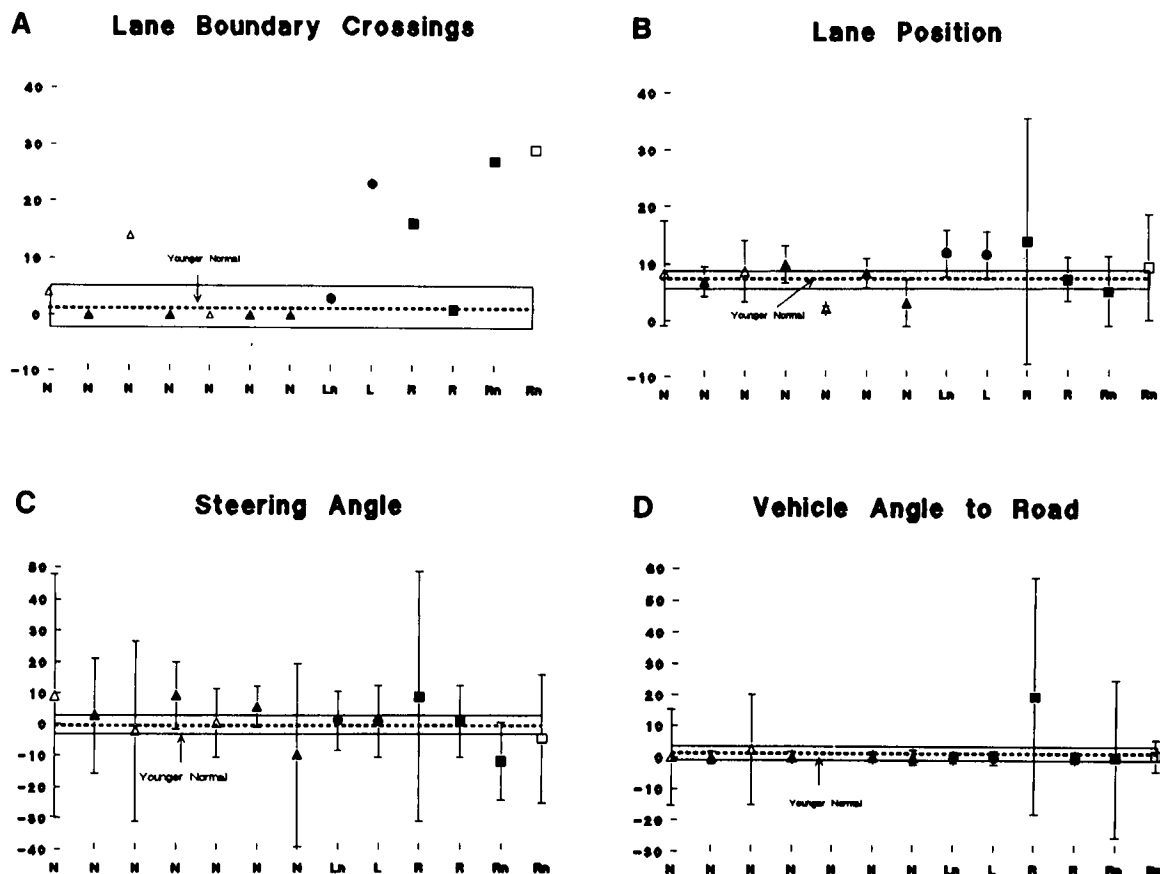 A Lane Boundary Crossings
40
30
20
10
0
-10
Younger Normal
N N N N N N N Ln L R R Rn Rn
B Lane Position
40
30
20
10
0
-10
Younger Normal
N N N N N N N Ln L R R Rn Rn
C Steering Angle
50
40
30
20
10
0
-10
-20
-30
-40
Younger Normal
N N N N N N N Ln L R R Rn Rn
D Vehicle Angle to Road
60
50
40
30
20
10
0
-10
-20
-30
Younger Normal
N N N N N N N Ln L R R Rn Rn